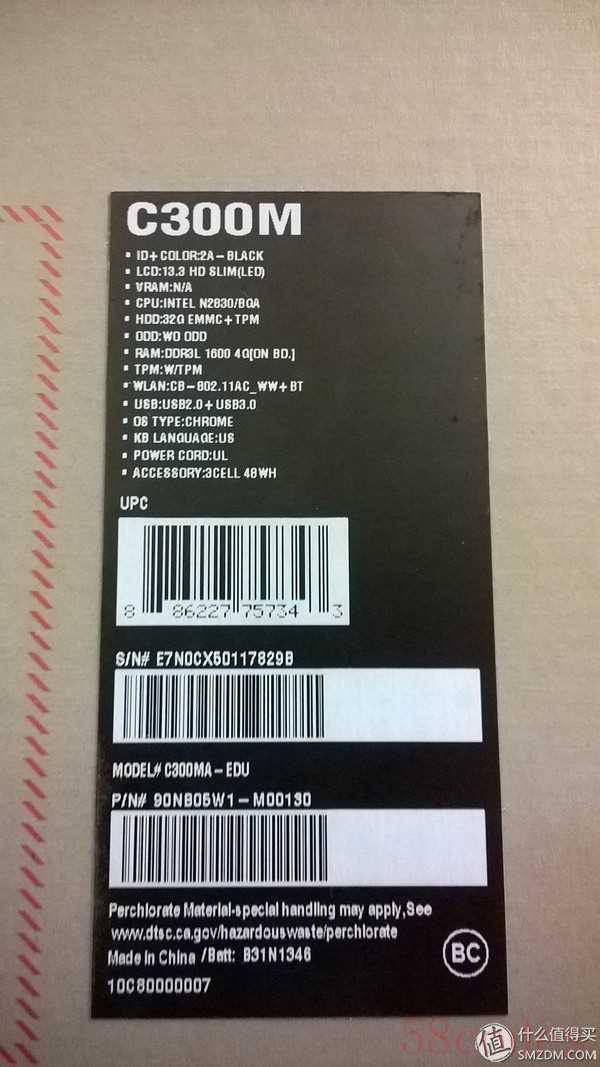 C300M
• ID+COLOR:2A-BLACK
• LCD:13.3 HD SLIM(LED)
• VRAM:N/A
• CPU:INTEL N2830/BGA
• HDD:32G EMMC+TPM
• ODD:WO ODD
• RAM:DDR3L 1600 4G[ON BD.]
• TPM:W/TPM
• WLAN:CB-802.11AC_WW+BT
• USB:USB2.0+USB3.0
• OS TYPE:CHROME
• KB LANGUAGE:US
• POWER CORD:UL
• ACCESSORY:3CELL 48WH
UPC
8 86227 75734 3
S/N# E7N0CX50117829B
MODEL# C300MA-EDU
P/N# 90NB05W1-M00130
Perchlorate Material-special handling may apply,See
www.dtsc.ca.gov/hazardouswaste/perchlorate
Made in China /Batt: B31N1346
BC
10C80000007
值 什么值得买
SMZDM.COM